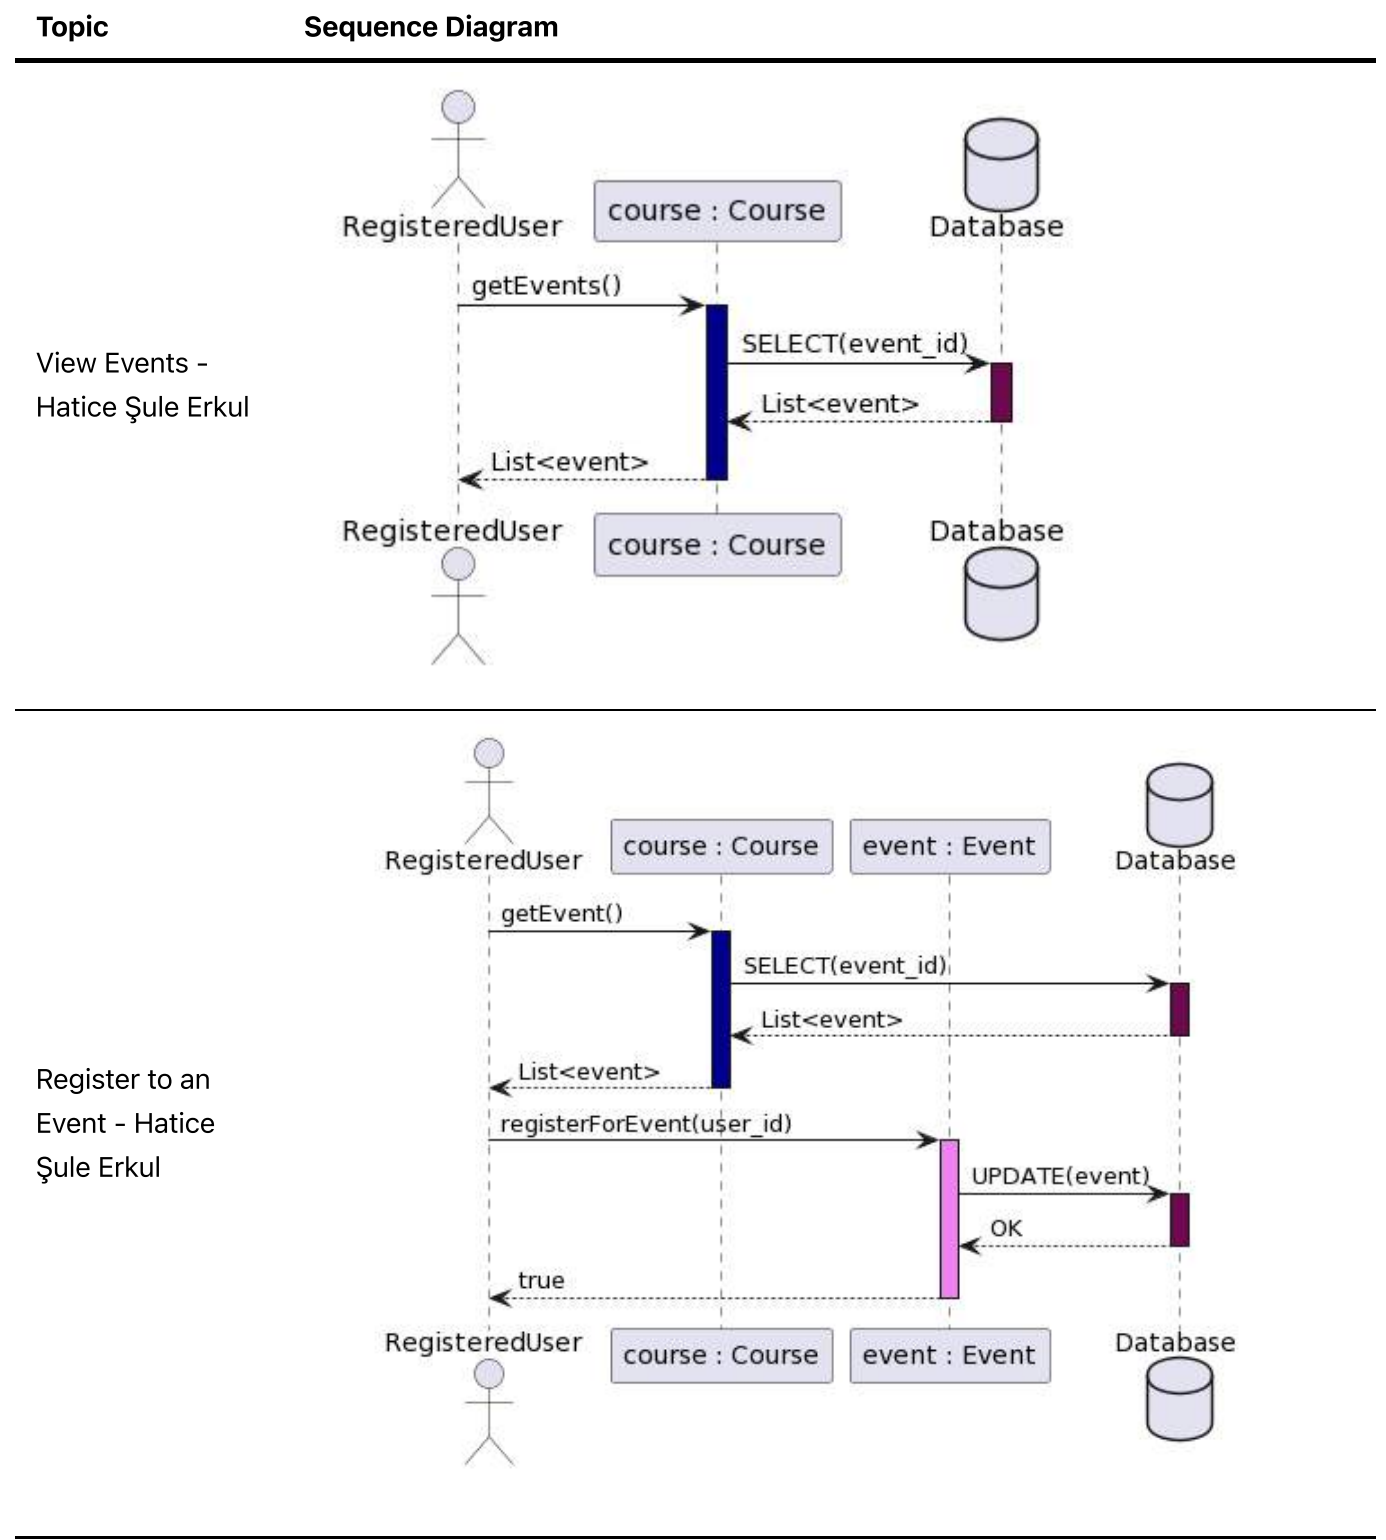 Topic Sequence Diagram
RegisteredUser course : Course Database
getEvents()
SELECT(event_id)
View Events -
Hatice Şule Erkul
List<event>
List<event>
RegisteredUser course : Course Database
RegisteredUser course : Course event : Event Database
getEvent()
SELECT(event_id)
List<event>
List<event>
Register to an
Event - Hatice
Şule Erkul
registerForEvent(user_id)
UPDATE(event)
OK
true
RegisteredUser course : Course event : Event Database